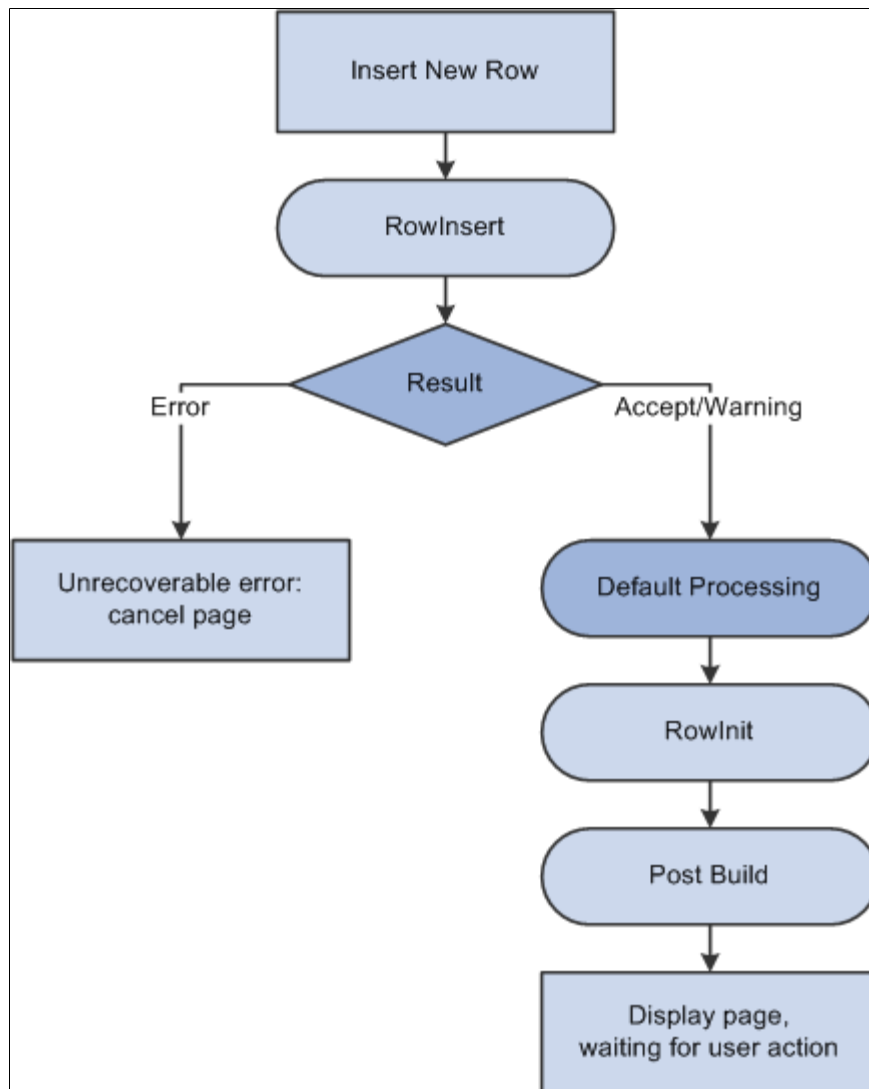 Insert New Row
RowInsert
Result
Error
Accept/Warning
Unrecoverable error:
cancel page
Default Processing
RowInit
Post Build
Display page,
waiting for user action